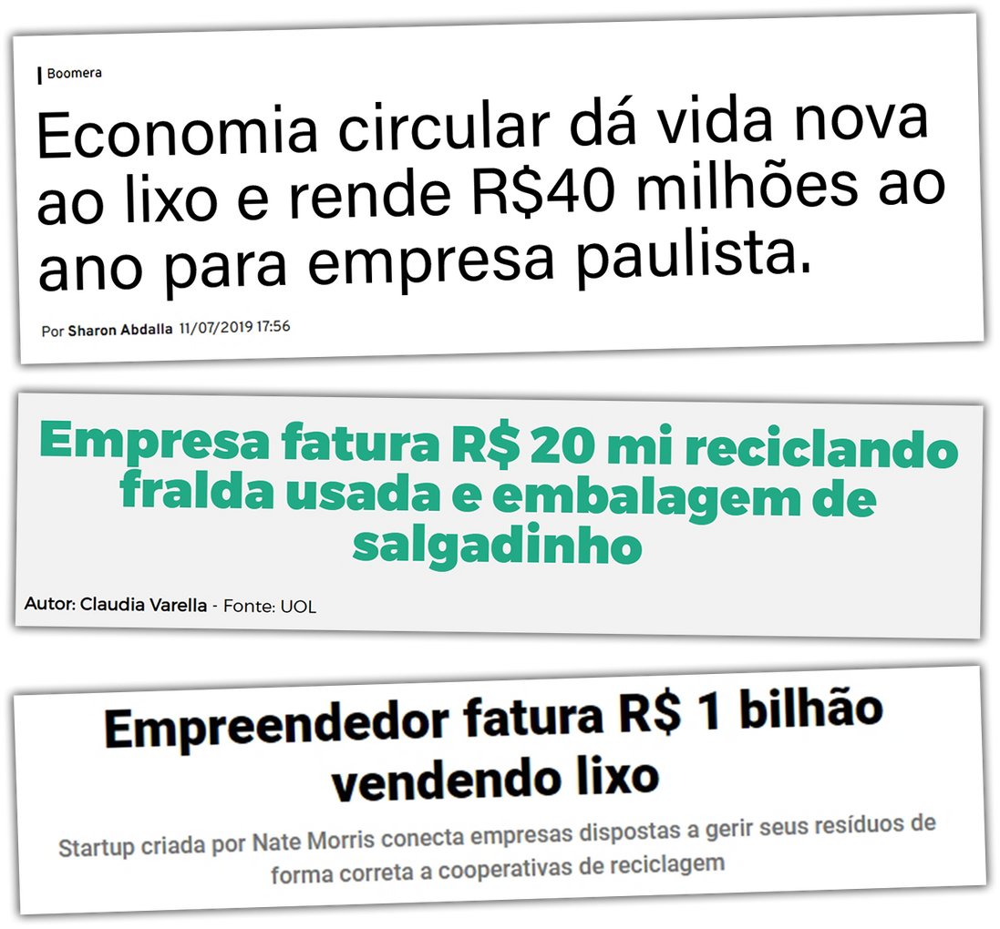 Boomera
Economia circular dá vida nova
ao lixo e rende R$40 milhões ao
ano para empresa paulista.
Por Sharon Abdalla 11/07/2019 17:56
Empresa fatura R$ 20 mi reciclando
fralda usada e embalagem de
salgadinho
Autor: Claudia Varella - Fonte: UOL
Empreendedor fatura R$ 1 bilhão
vendendo lixo
Startup criada por Nate Morris conecta empresas dispostas a gerir seus resíduos de
forma correta a cooperativas de reciclagem